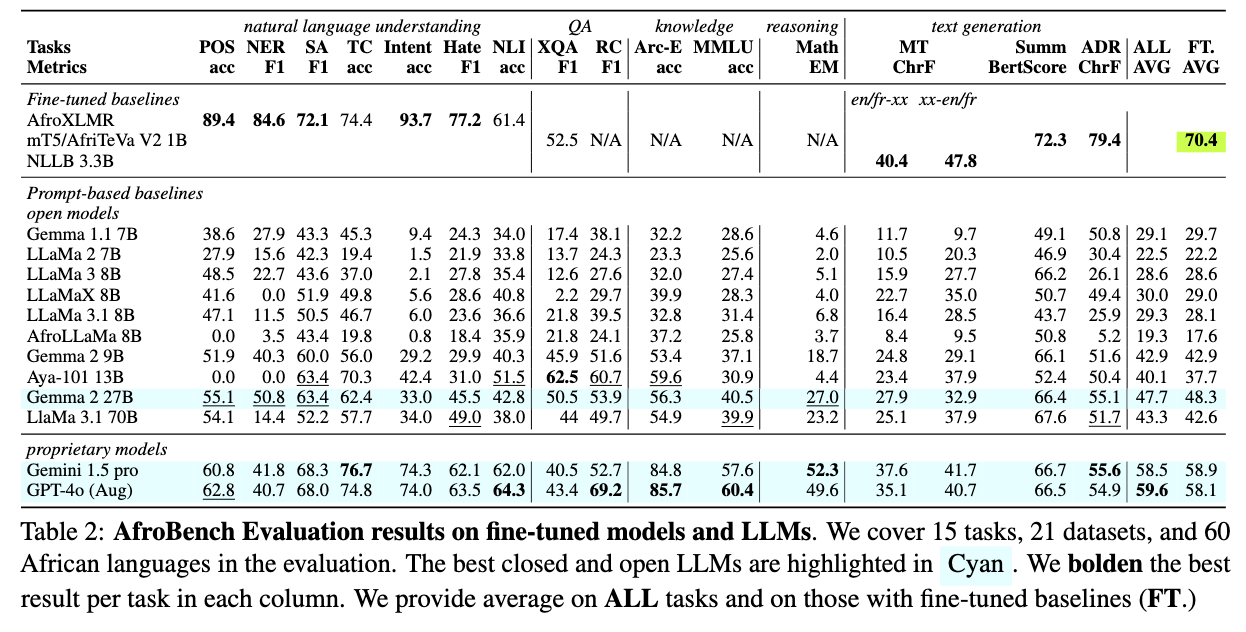 natural language understanding QA knowledge reasoning text generation
Tasks POS NER SA TC Intent Hate NLI XQA RC Arc-E MMLU Math MT Summ ADR ALL FT.
Metrics acc F1 F1 acc acc F1 acc F1 F1 acc acc EM ChrF BertScore ChrF AVG AVG
Fine-tuned baselines en/fr-xx xx-en/fr
AfroXLMR 89.4 84.6 72.1 74.4 93.7 77.2 61.4
mT5/AfriTeVa V2 1B 52.5 N/A N/A N/A N/A 72.3 79.4 70.4
NLLB 3.3B 40.4 47.8
Prompt-based baselines
open models
Gemma 1.1 7B 38.6 27.9 43.3 45.3 9.4 24.3 34.0 17.4 38.1 32.2 28.6 4.6 11.7 9.7 49.1 50.8 29.1 29.7
LLaMa 2 7B 27.9 15.6 42.3 19.4 1.5 21.9 33.8 13.7 24.3 23.3 25.6 2.0 10.5 20.3 46.9 30.4 22.5 22.2
LLaMa 3 8B 48.5 22.7 43.6 37.0 2.1 27.8 35.4 12.6 27.6 32.0 27.4 5.1 15.9 27.7 66.2 26.1 28.6 28.6
LLaMaX 8B 41.6 0.0 51.9 49.8 5.6 28.6 40.8 2.2 29.7 39.9 28.3 4.0 22.7 35.0 50.7 49.4 30.0 29.0
LLaMa 3.1 8B 47.1 11.5 50.5 46.7 6.0 23.6 36.6 21.8 39.5 32.8 31.4 6.8 16.4 28.5 43.7 25.9 29.3 28.1
AfroLLaMa 8B 0.0 3.5 43.4 19.8 0.8 18.4 35.9 21.8 24.1 37.2 25.8 3.7 8.4 9.5 50.8 5.2 19.3 17.6
Gemma 2 9B 51.9 40.3 60.0 56.0 29.2 29.9 40.3 45.9 51.6 53.4 37.1 18.7 24.8 29.1 66.1 51.6 42.9 42.9
Aya-101 13B 0.0 0.0 63.4 70.3 42.4 31.0 51.5 62.5 60.7 59.6 30.9 4.4 23.4 37.9 52.4 50.4 40.1 37.7
Gemma 2 27B 55.1 50.8 63.4 62.4 33.0 45.5 42.8 50.5 53.9 56.3 40.5 27.0 27.9 32.9 66.4 55.1 47.7 48.3
LlaMa 3.1 70B 54.1 14.4 52.2 57.7 34.0 49.0 38.0 44 49.7 54.9 39.9 23.2 25.1 37.9 67.6 51.7 43.3 42.6
proprietary models
Gemini 1.5 pro 60.8 41.8 68.3 76.7 74.3 62.1 62.0 40.5 52.7 84.8 57.6 52.3 37.6 41.7 66.7 55.6 58.5 58.9
GPT-4o (Aug) 62.8 40.7 68.0 74.8 74.0 63.5 64.3 43.4 69.2 85.7 60.4 49.6 35.1 40.7 66.5 54.9 59.6 58.1
Table 2: AfroBench Evaluation results on fine-tuned models and LLMs. We cover 15 tasks, 21 datasets, and 60
African languages in the evaluation. The best closed and open LLMs are highlighted in Cyan . We bolden the best
result per task in each column. We provide average on ALL tasks and on those with fine-tuned baselines (FT.)